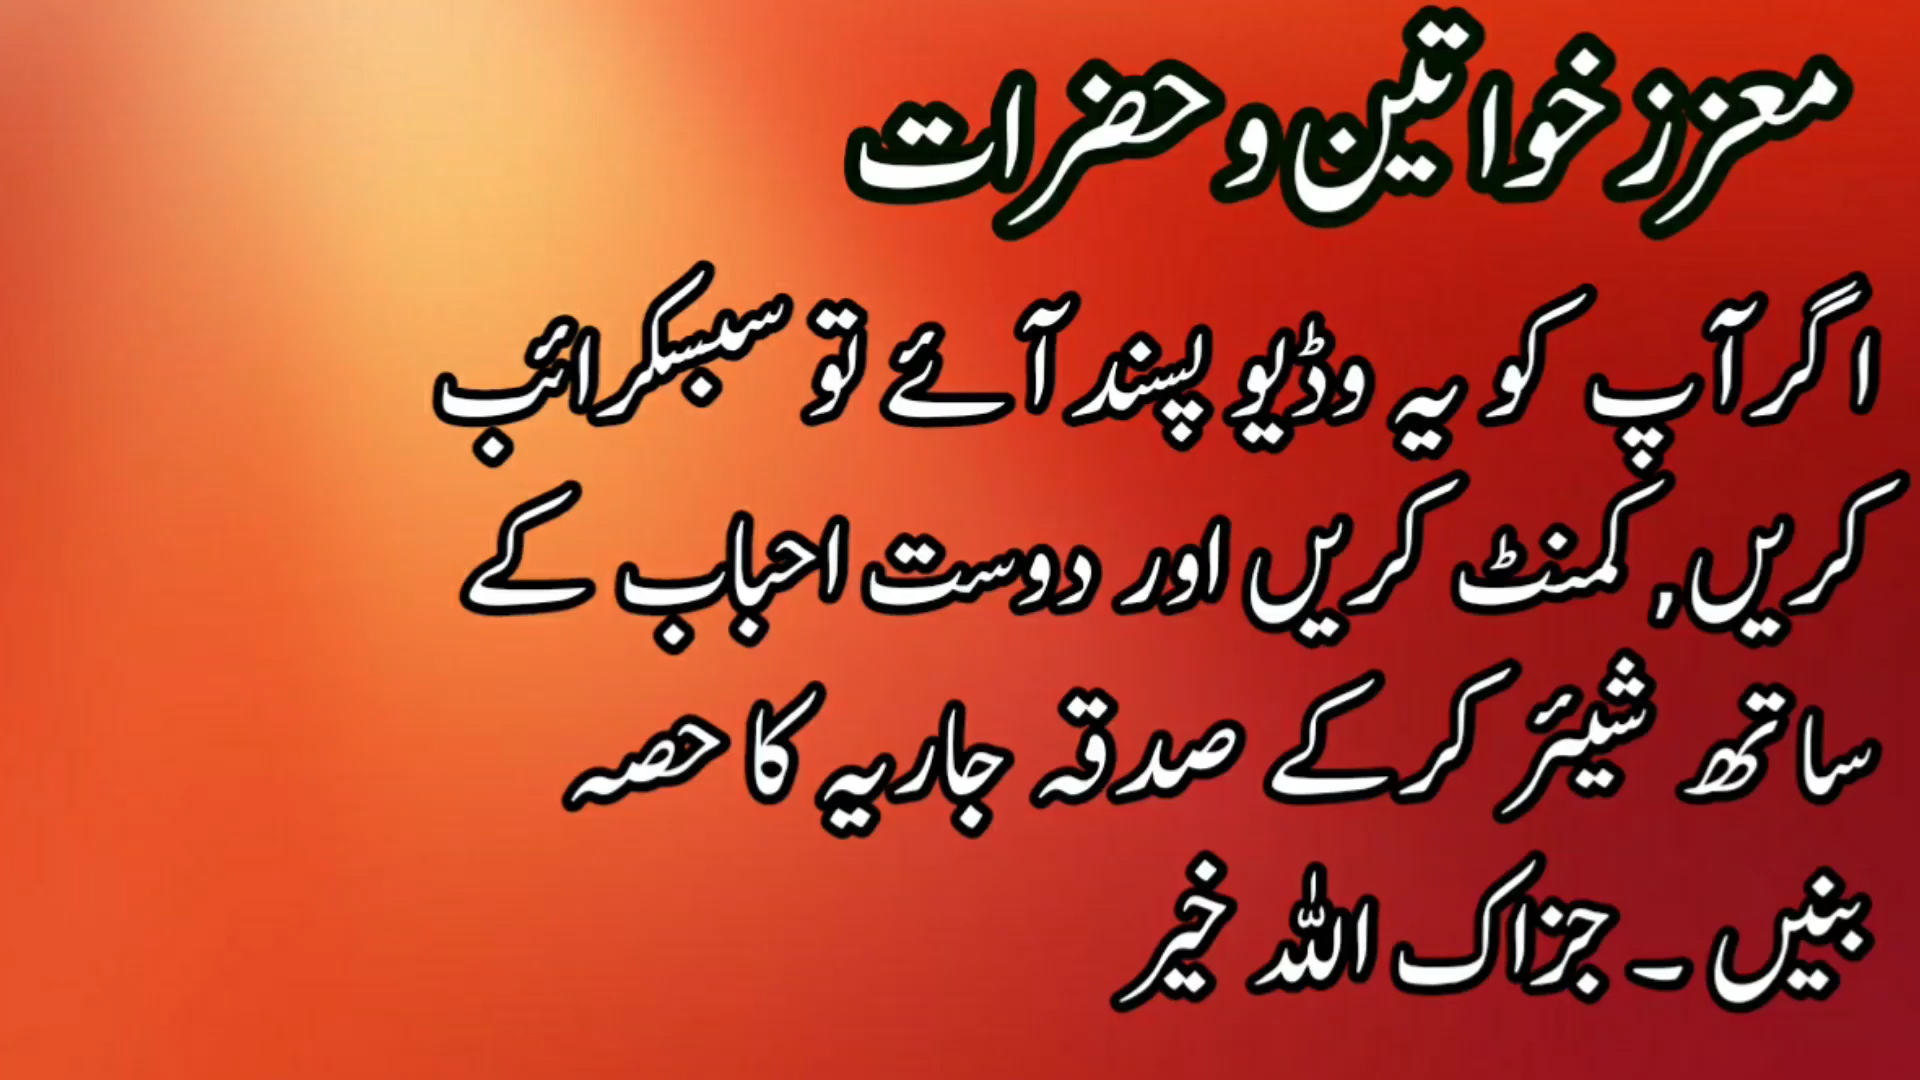 معزز خواتین و حضرات
اگر آپ کو یہ وڈیو پسند آئے تو سبسکرائب
کریں, کمنٹ کریں اور دوست احباب کے
ساتھ شیئر کرکے صدقہ جاریہ کا حصہ
بنیں ۔ جزاک اللہ خیر